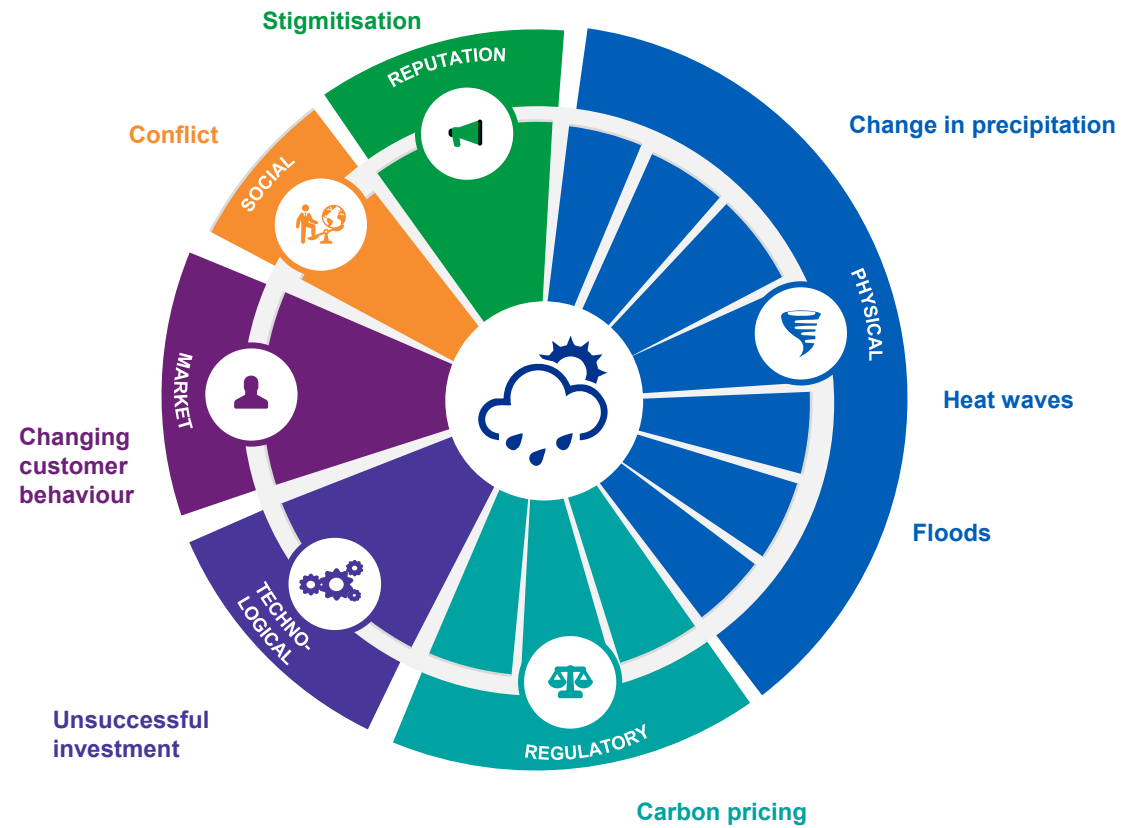 Stigmitisation
REPUTATION
Conflict
SOCIAL
Change in precipitation
PHYSICAL
MARKET
Heat waves
Changing
customer
behaviour
Floods
TECHNO-
LOGICAL
Unsuccessful
investment
REGULATORY
Carbon pricing